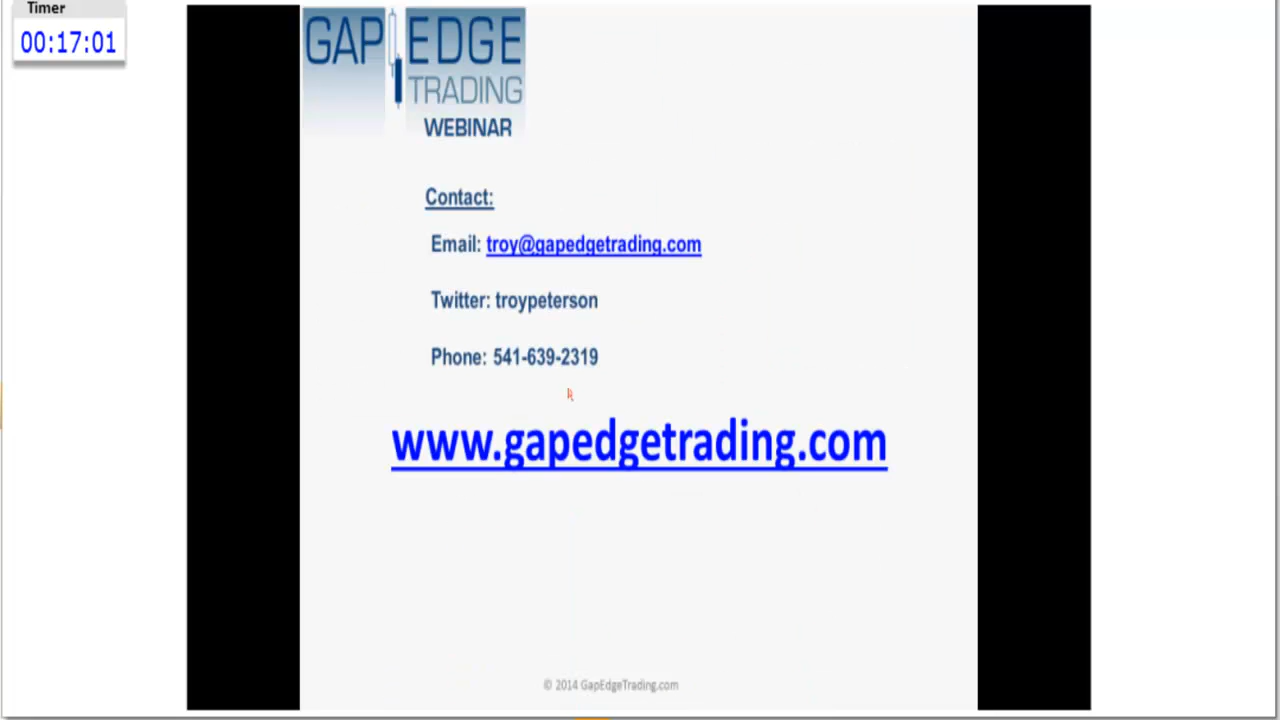 Timer
00:17:01
GAP EDGE
TRADING
WEBINAR
Contact:
Email: troy@gapedgetrading.com
Twitter: troypeterson
Phone: 541-639-2319
www.gapedgetrading.com
© 2014 GapEdgeTrading.com